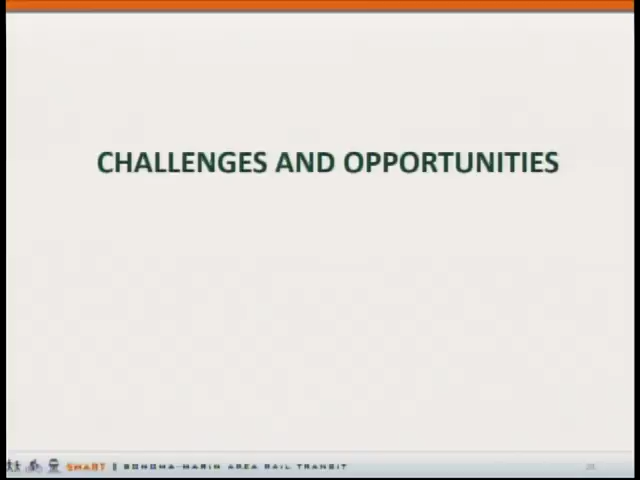 CHALLENGES AND OPPORTUNITIES
SMART | SONOMA-MARIN AREA RAIL TRANSIT